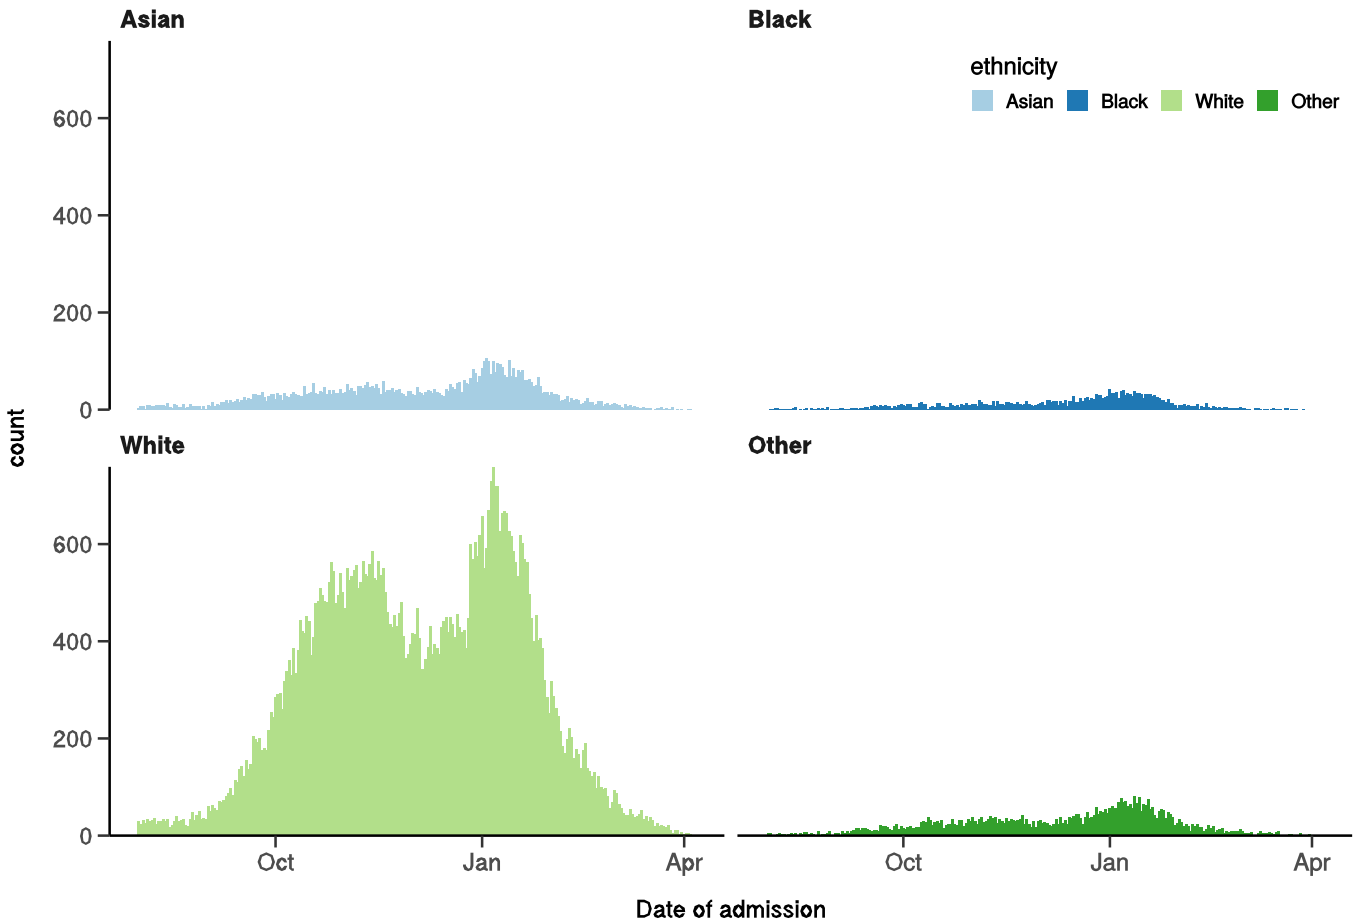 Asian
Black
ethnicity
Asian Black White Other
600
400
200
0
count
White
Other
600
400
200
0
Oct Jan Apr
Oct Jan Apr
Date of admission